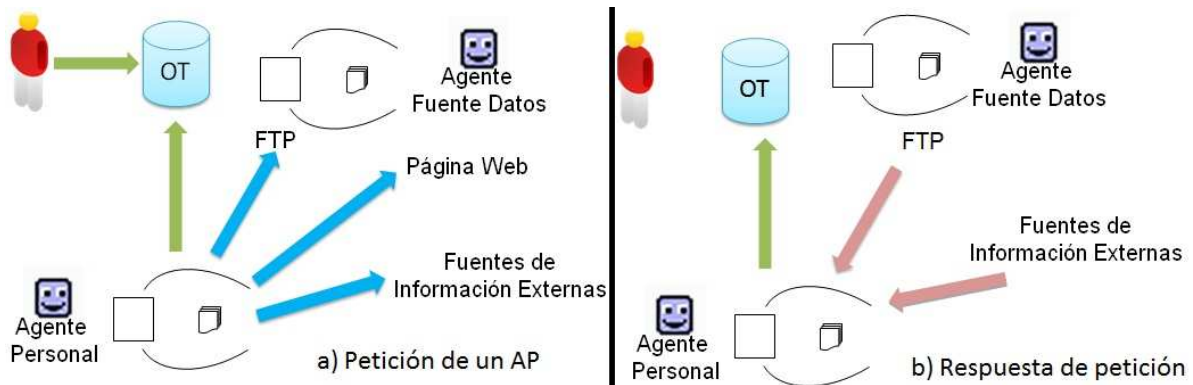 OT
Agente
Fuente Datos
FTP
Página Web
Fuentes de
Información Externas
Agente
Personal
a) Petición de un AP
OT
Agente
Fuente Datos
FTP
Fuentes de
Información Externas
Agente
Personal
b) Respuesta de petición